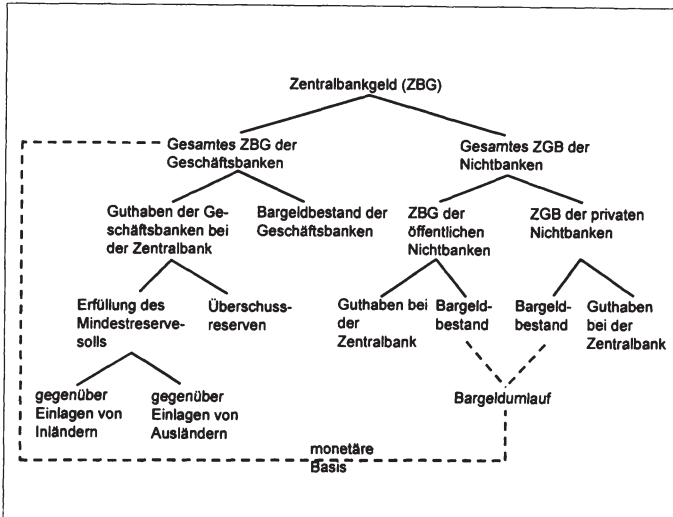 Zentralbankgeld (ZBG)
Gesamtes ZBG der
Geschäftsbanken
Gesamtes ZGB der
Nichtbanken
Guthaben der Ge-
schäftsbanken bei
der Zentralbank
Bargeldbestand der
Geschäftsbanken
ZBG der
öffentlichen
Nichtbanken
ZGB der privaten
Nichtbanken
Erfüllung des
Mindestreserve-
solls
Überschuss-
reserven
Guthaben bei
der
Zentralbank
Bargeld-
bestand
Bargeld-
bestand
Guthaben
bei der
Zentralbank
gegenüber
Einlagen von
Inländern
gegenüber
Einlagen von
Ausländern
Bargeldumlauf
monetäre
Basis